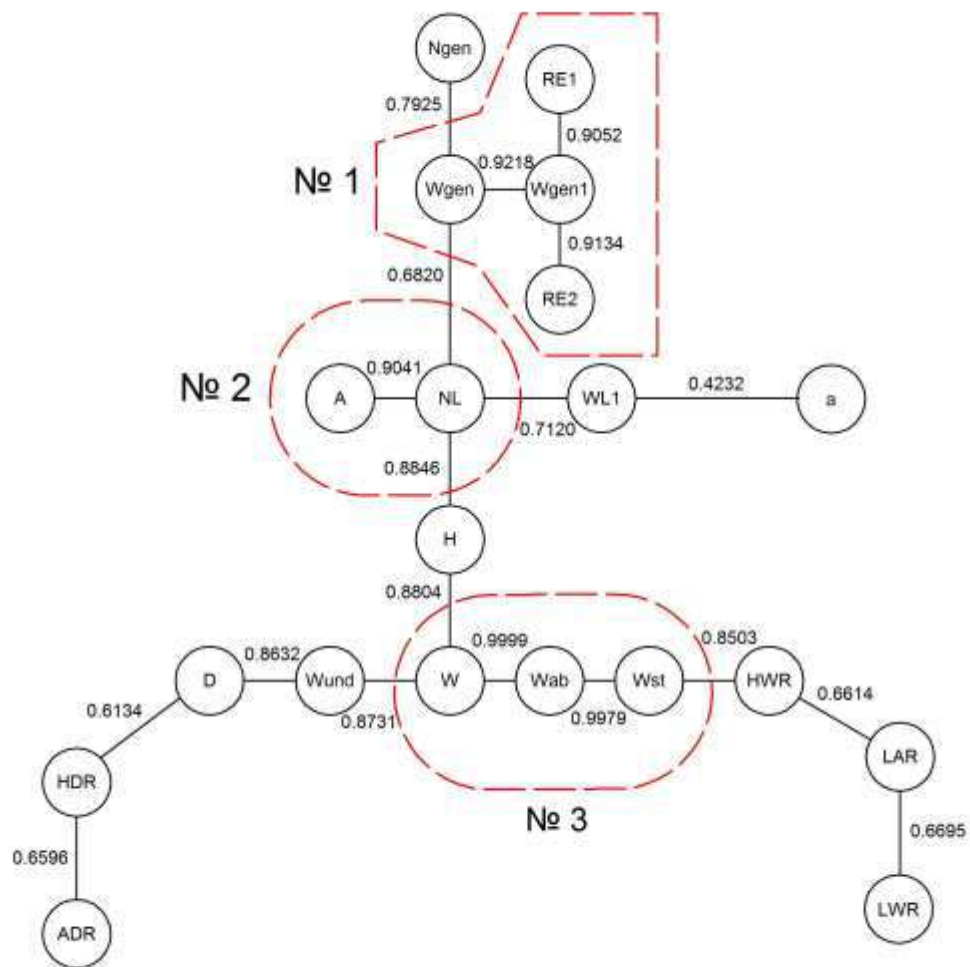 Ngen
RE1
0.7925
0.9052
№ 1
0.9218
Wgen
Wgen1
0.9134
0.6820
RE2
№ 2
0.9041
A
NL
WL1
0.4232
a
0.7120
0.8846
H
0.8804
0.9999
0.8503
0.8632
D
Wund
W
Wab
Wst
HWR
0.8731
0.9979
0.6614
0.6134
HDR
LAR
№ 3
0.6695
0.6596
LWR
ADR